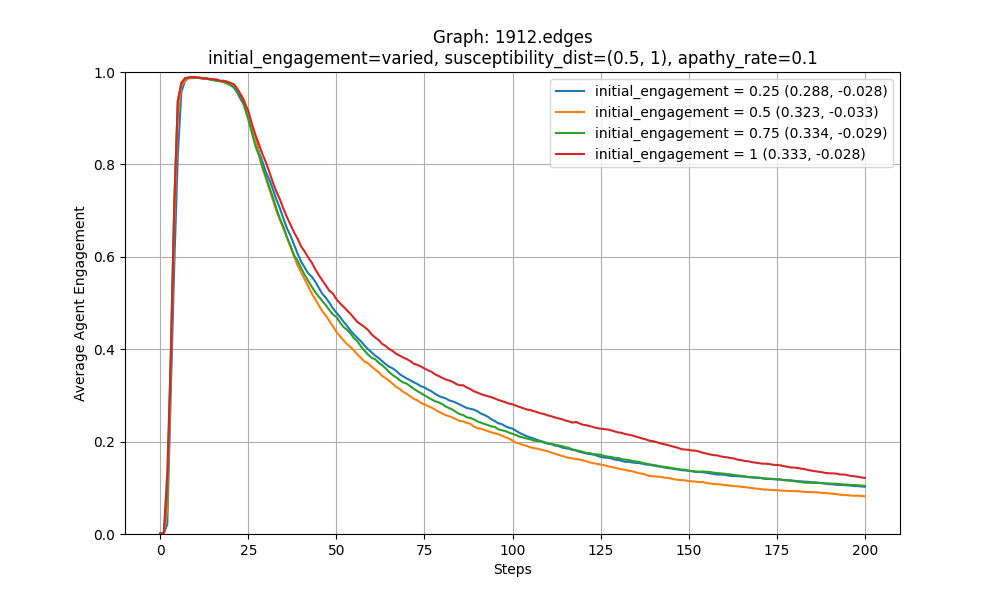 Graph: 1912.edges
initial_engagement=varied, susceptibility_dist=(0.5, 1), apathy_rate=0.1
initial_engagement = 0.25 (0.288, -0.028)
initial_engagement = 0.5 (0.323, -0.033)
initial_engagement = 0.75 (0.334, -0.029)
initial_engagement = 1 (0.333, -0.028)
Average Agent Engagement
1.0
0.8
0.6
0.4
0.2
0.0
0 25 50 75 100 125 150 175 200
Steps